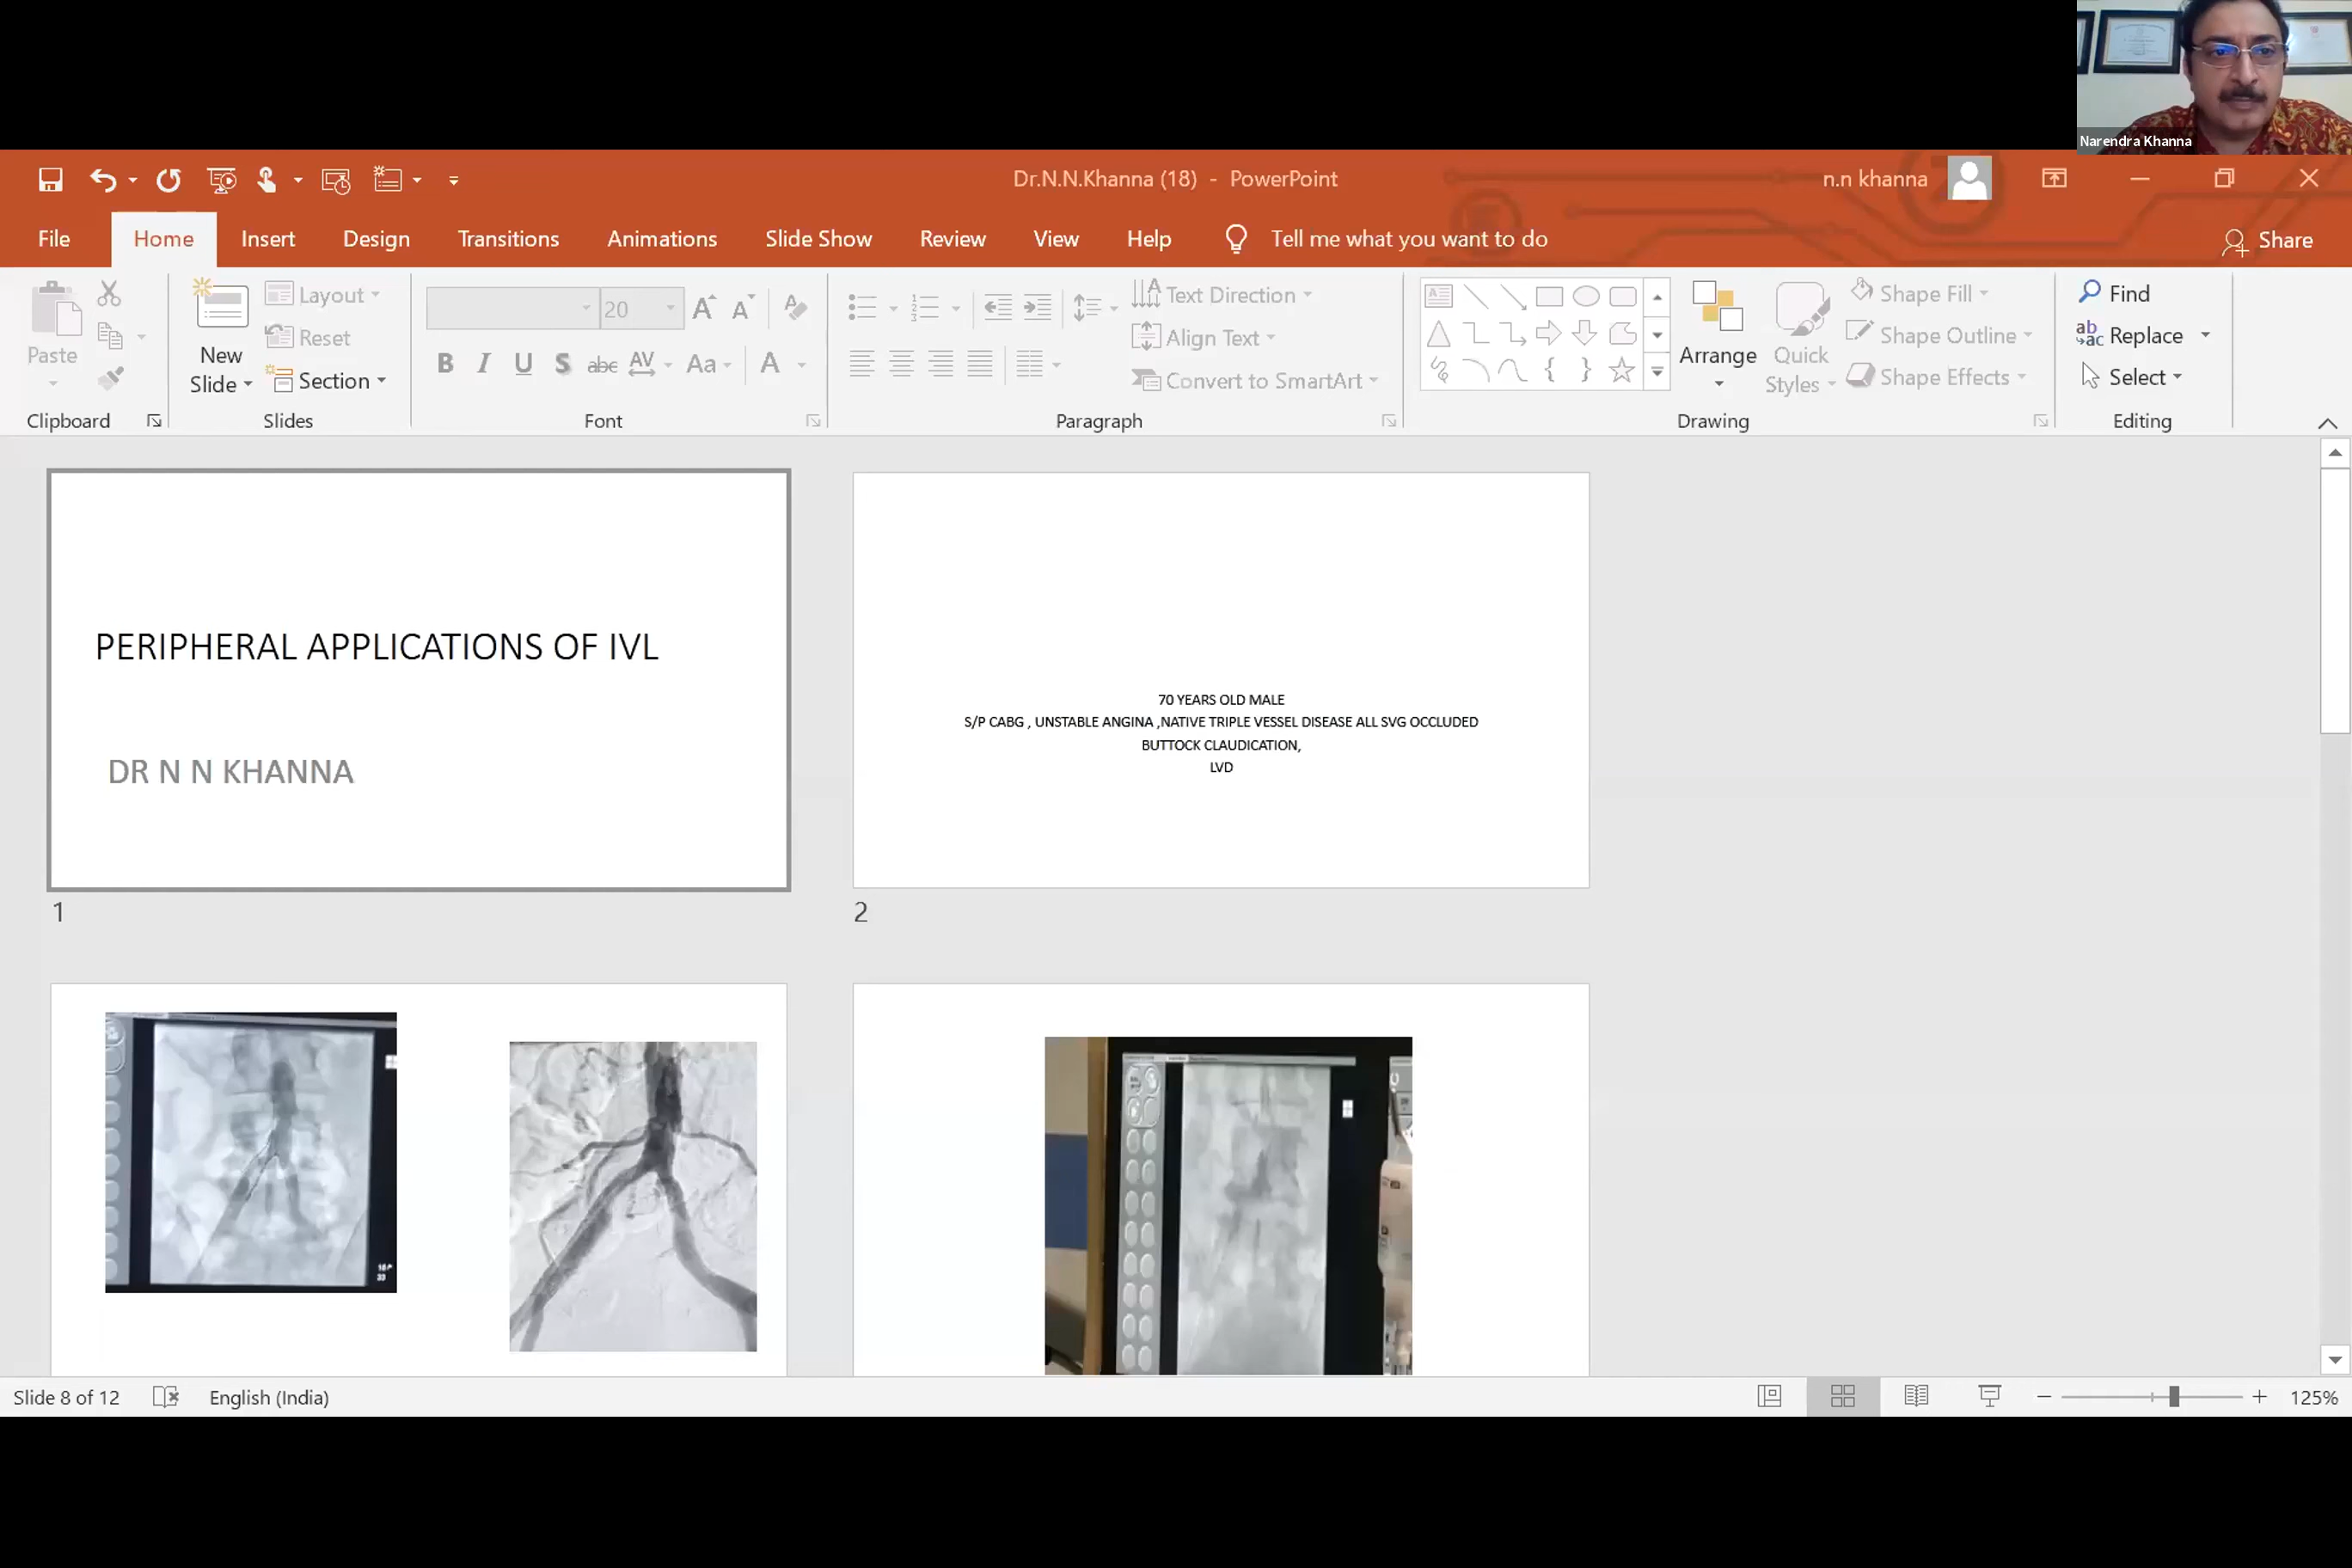 Narendra Khanna
Dr.N.N.Khanna (18) - PowerPoint
n.n khanna
File
Home
Insert
Design
Transitions
Animations
Slide Show
Review
View
Help
Tell me what you want to do
Share
Paste
New
Slide
Layout
Reset
Section
20
B I U S abc AV Aa A
Text Direction
Align Text
Convert to SmartArt
Arrange
Quick
Styles
Shape Fill
Shape Outline
Shape Effects
Find
Replace
Select
Clipboard
Slides
Font
Paragraph
Drawing
Editing
PERIPHERAL APPLICATIONS OF IVL
DR N N KHANNA
1
70 YEARS OLD MALE
S/P CABG , UNSTABLE ANGINA ,NATIVE TRIPLE VESSEL DISEASE ALL SVG OCCLUDED
BUTTOCK CLAUDICATION,
LVD
2
Slide 8 of 12
English (India)
125%